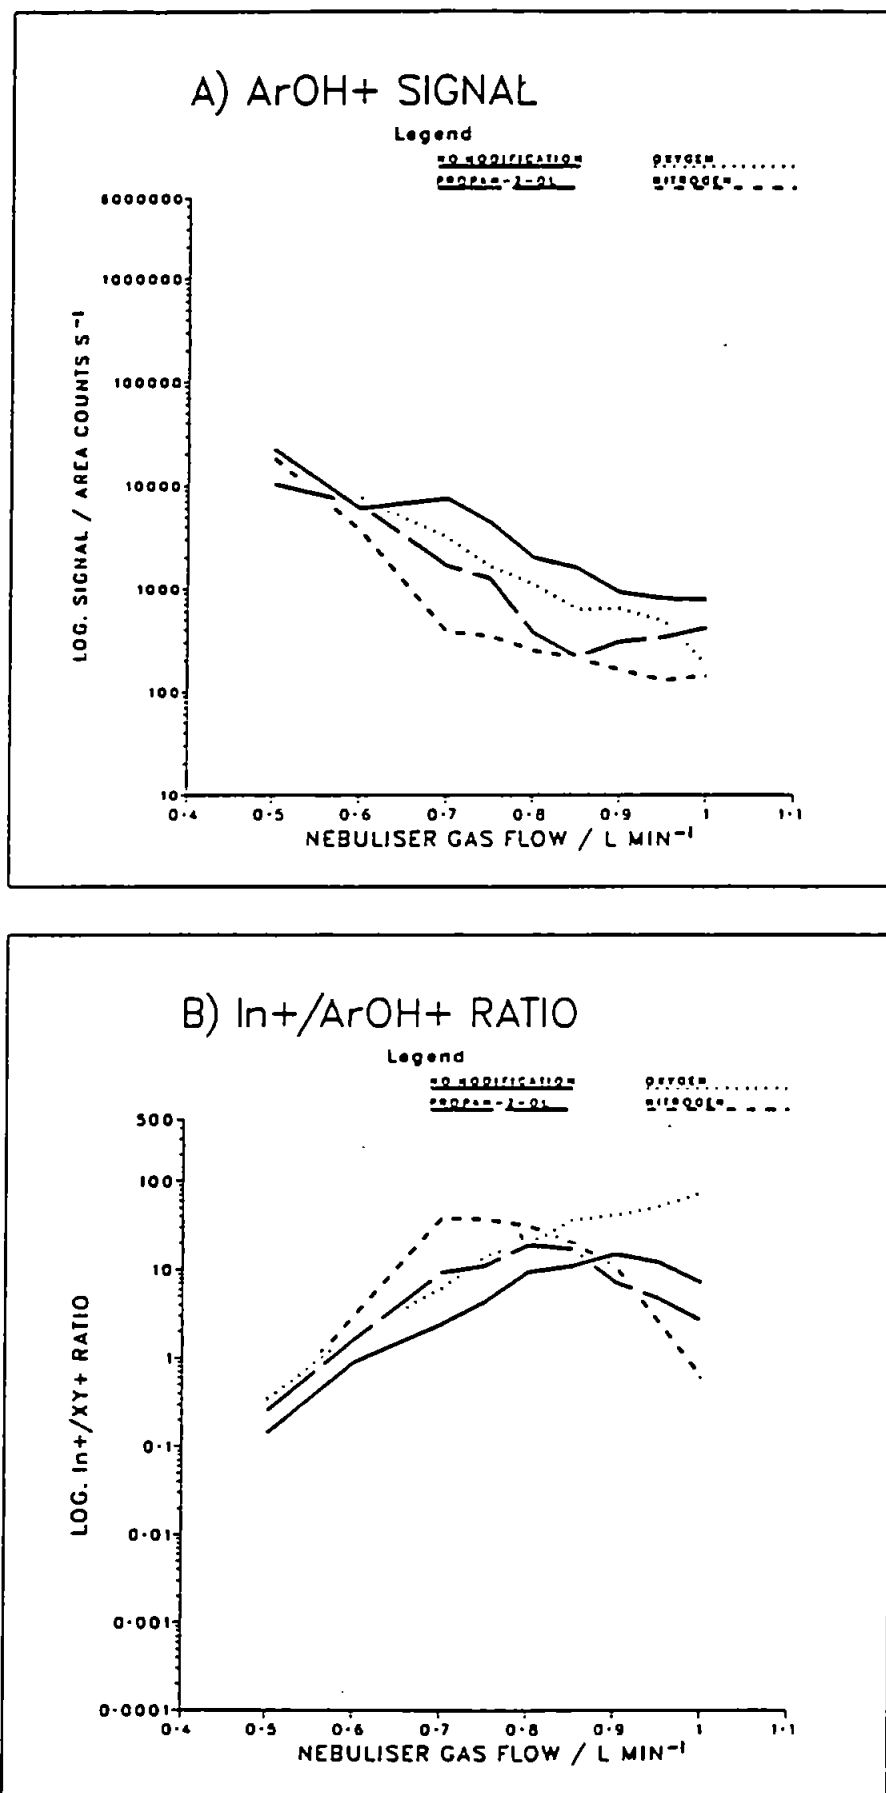 A) ArOH+ SIGNAL
Legend
NO MODIFICATION OXYGEN
PROPAN-2-OL NITROGEN
LOG. SIGNAL / AREA COUNTS S⁻¹
5000000
1000000
100000
10000
1000
100
10
0·4 0·5 0·6 0·7 0·8 0·9 1 1·1
NEBULISER GAS FLOW / L MIN⁻¹
B) In+/ArOH+ RATIO
Legend
NO MODIFICATION OXYGEN
PROPAN-2-OL NITROGEN
LOG. In+/XY+ RATIO
500
100
10
1
0·1
0·01
0·001
0·0001
0·4 0·5 0·6 0·7 0·8 0·9 1 1·1
NEBULISER GAS FLOW / L MIN⁻¹